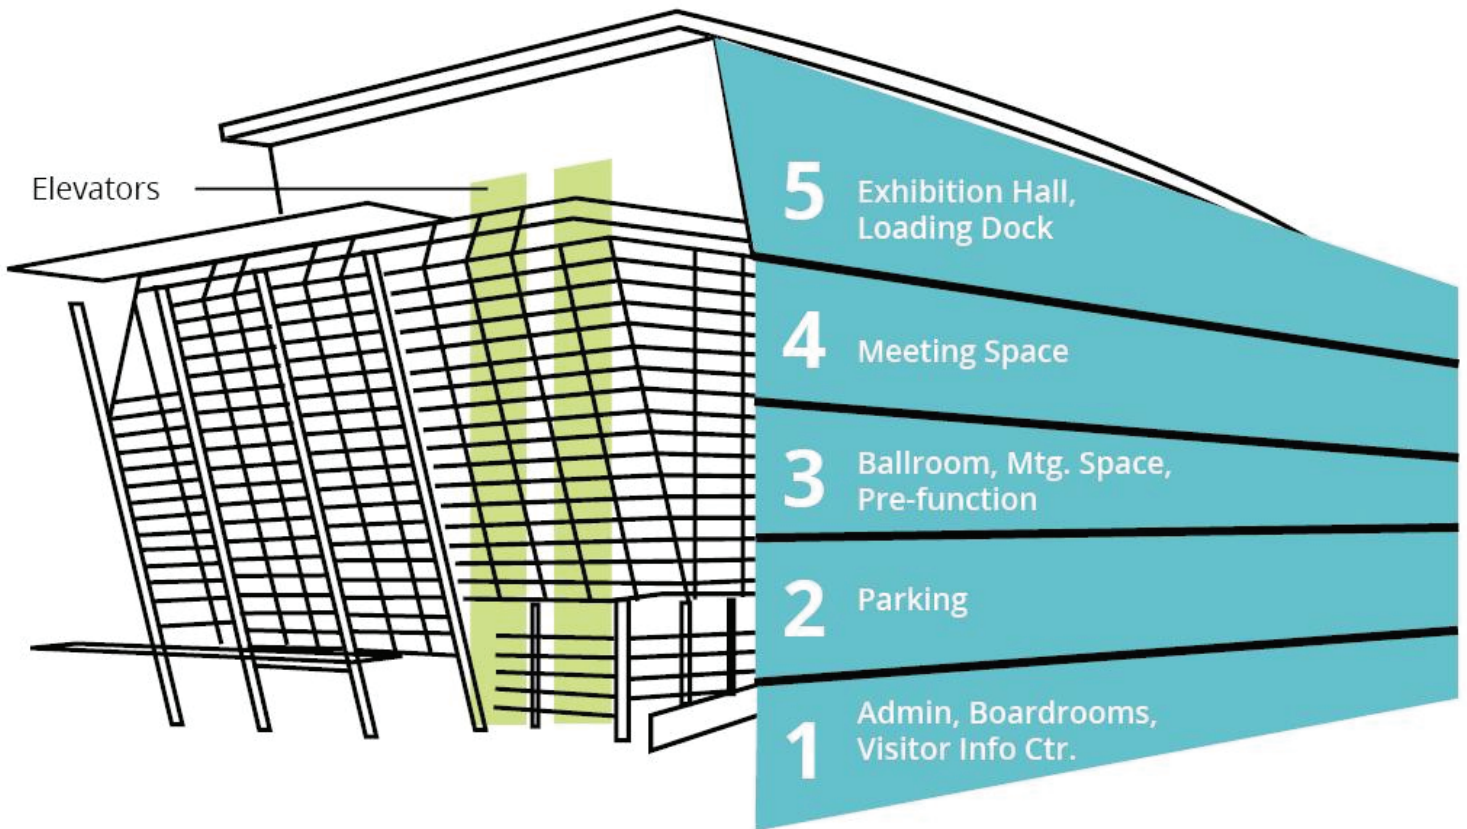 Elevators
5
Exhibition Hall,
Loading Dock
4
Meeting Space
3
Ballroom, Mtg. Space,
Pre-function
2
Parking
1
Admin, Boardrooms,
Visitor Info Ctr.